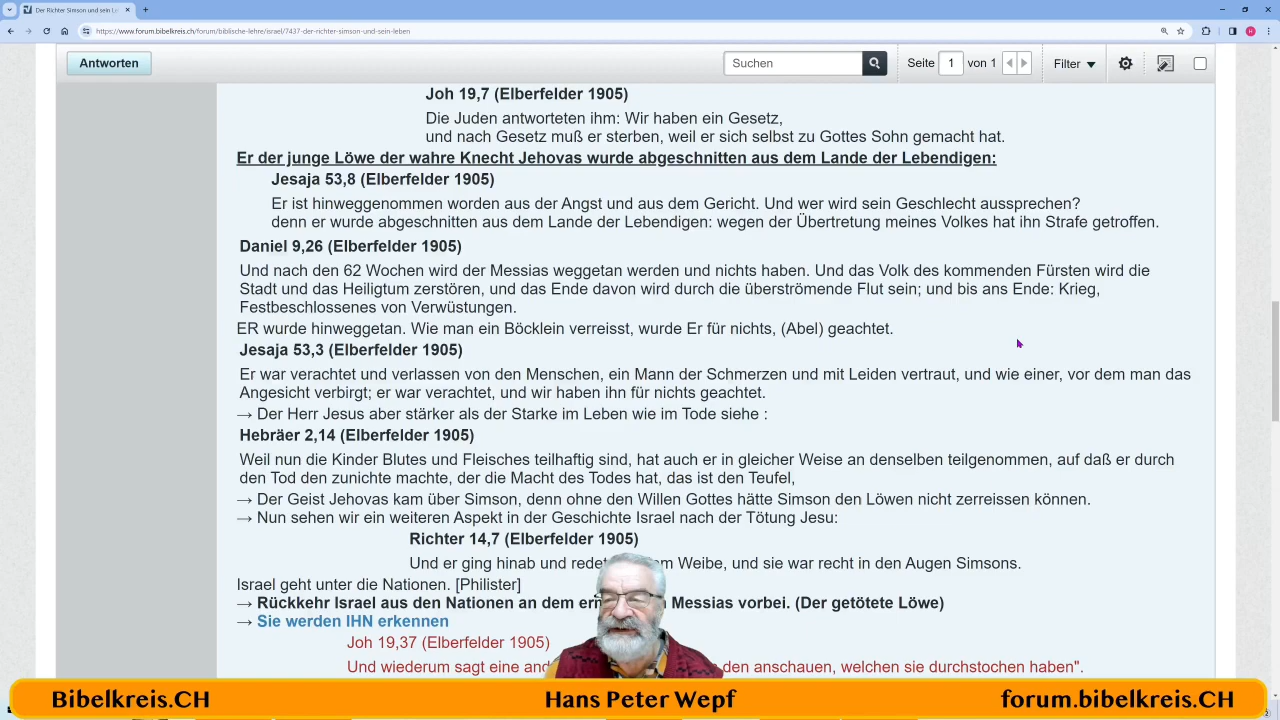 Der Richter Simson und sein Le
https://www.forum.bibelkreis.ch/forum/biblische-lehre/israel/7437-der-richter-simson-und-sein-leben
Antworten
Suchen
Seite 1 von 1
Filter
Joh 19,7 (Elberfelder 1905)
Die Juden antworteten ihm: Wir haben ein Gesetz,
und nach Gesetz muß er sterben, weil er sich selbst zu Gottes Sohn gemacht hat.
Er der junge Löwe der wahre Knecht Jehovas wurde abgeschnitten aus dem Lande der Lebendigen:
Jesaja 53,8 (Elberfelder 1905)
Er ist hinweggenommen worden aus der Angst und aus dem Gericht. Und wer wird sein Geschlecht aussprechen?
denn er wurde abgeschnitten aus dem Lande der Lebendigen: wegen der Übertretung meines Volkes hat ihn Strafe getroffen.
Daniel 9,26 (Elberfelder 1905)
Und nach den 62 Wochen wird der Messias weggetan werden und nichts haben. Und das Volk des kommenden Fürsten wird die
Stadt und das Heiligtum zerstören, und das Ende davon wird durch die überströmende Flut sein; und bis ans Ende: Krieg,
Festbeschlossenes von Verwüstungen.
ER wurde hinweggetan. Wie man ein Böcklein verreisst, wurde Er für nichts, (Abel) geachtet.
Jesaja 53,3 (Elberfelder 1905)
Er war verachtet und verlassen von den Menschen, ein Mann der Schmerzen und mit Leiden vertraut, und wie einer, vor dem man das
Angesicht verbirgt; er war verachtet, und wir haben ihn für nichts geachtet.
→ Der Herr Jesus aber stärker als der Starke im Leben wie im Tode siehe :
Hebräer 2,14 (Elberfelder 1905)
Weil nun die Kinder Blutes und Fleisches teilhaftig sind, hat auch er in gleicher Weise an denselben teilgenommen, auf daß er durch
den Tod den zunichte machte, der die Macht des Todes hat, das ist den Teufel,
→ Der Geist Jehovas kam über Simson, denn ohne den Willen Gottes hätte Simson den Löwen nicht zerreissen können.
→ Nun sehen wir ein weiteren Aspekt in der Geschichte Israel nach der Tötung Jesu:
Richter 14,7 (Elberfelder 1905)
Und er ging hinab und redet Weibe, und sie war recht in den Augen Simsons.
Israel geht unter die Nationen. [Philister]
→ Rückkehr Israel aus den Nationen an dem Messias vorbei. (Der getötete Löwe)
→ Sie werden IHN erkennen
Joh 19,37 (Elberfelder 1905)
Und wiederum sagt eine den anschauen, welchen sie durchstochen haben".
Bibelkreis.CH
Hans Peter Wepf
forum.bibelkreis.CH